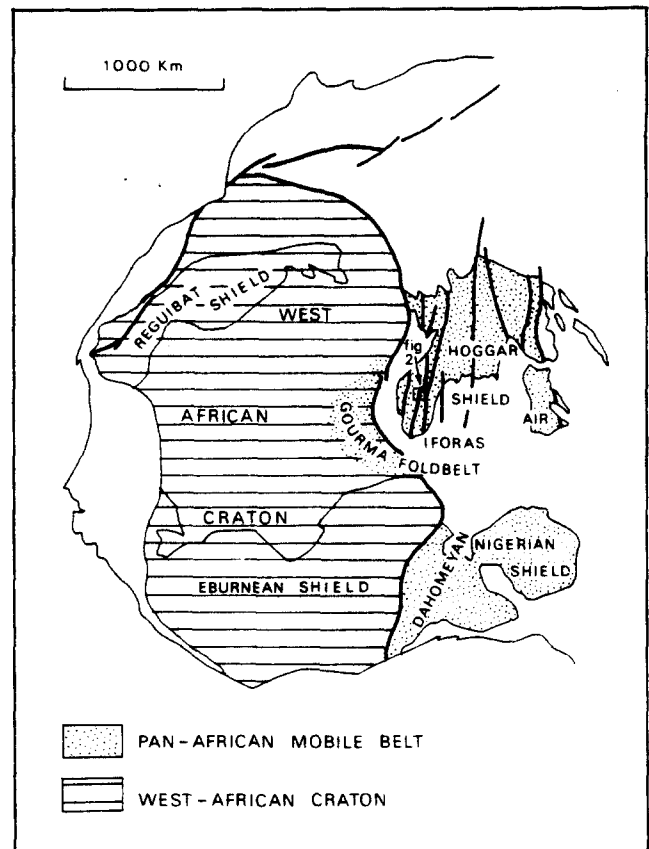 1000 Km
REGUIBAT SHIELD
WEST
fig
2
HOGGAR
SHIELD
AIR
AFRICAN
GOURMA FOLDBELT
IFORAS
CRATON
NIGERIAN
SHIELD
DAHOMEYAN
EBURNEAN SHIELD
PAN-AFRICAN MOBILE BELT
WEST-AFRICAN CRATON